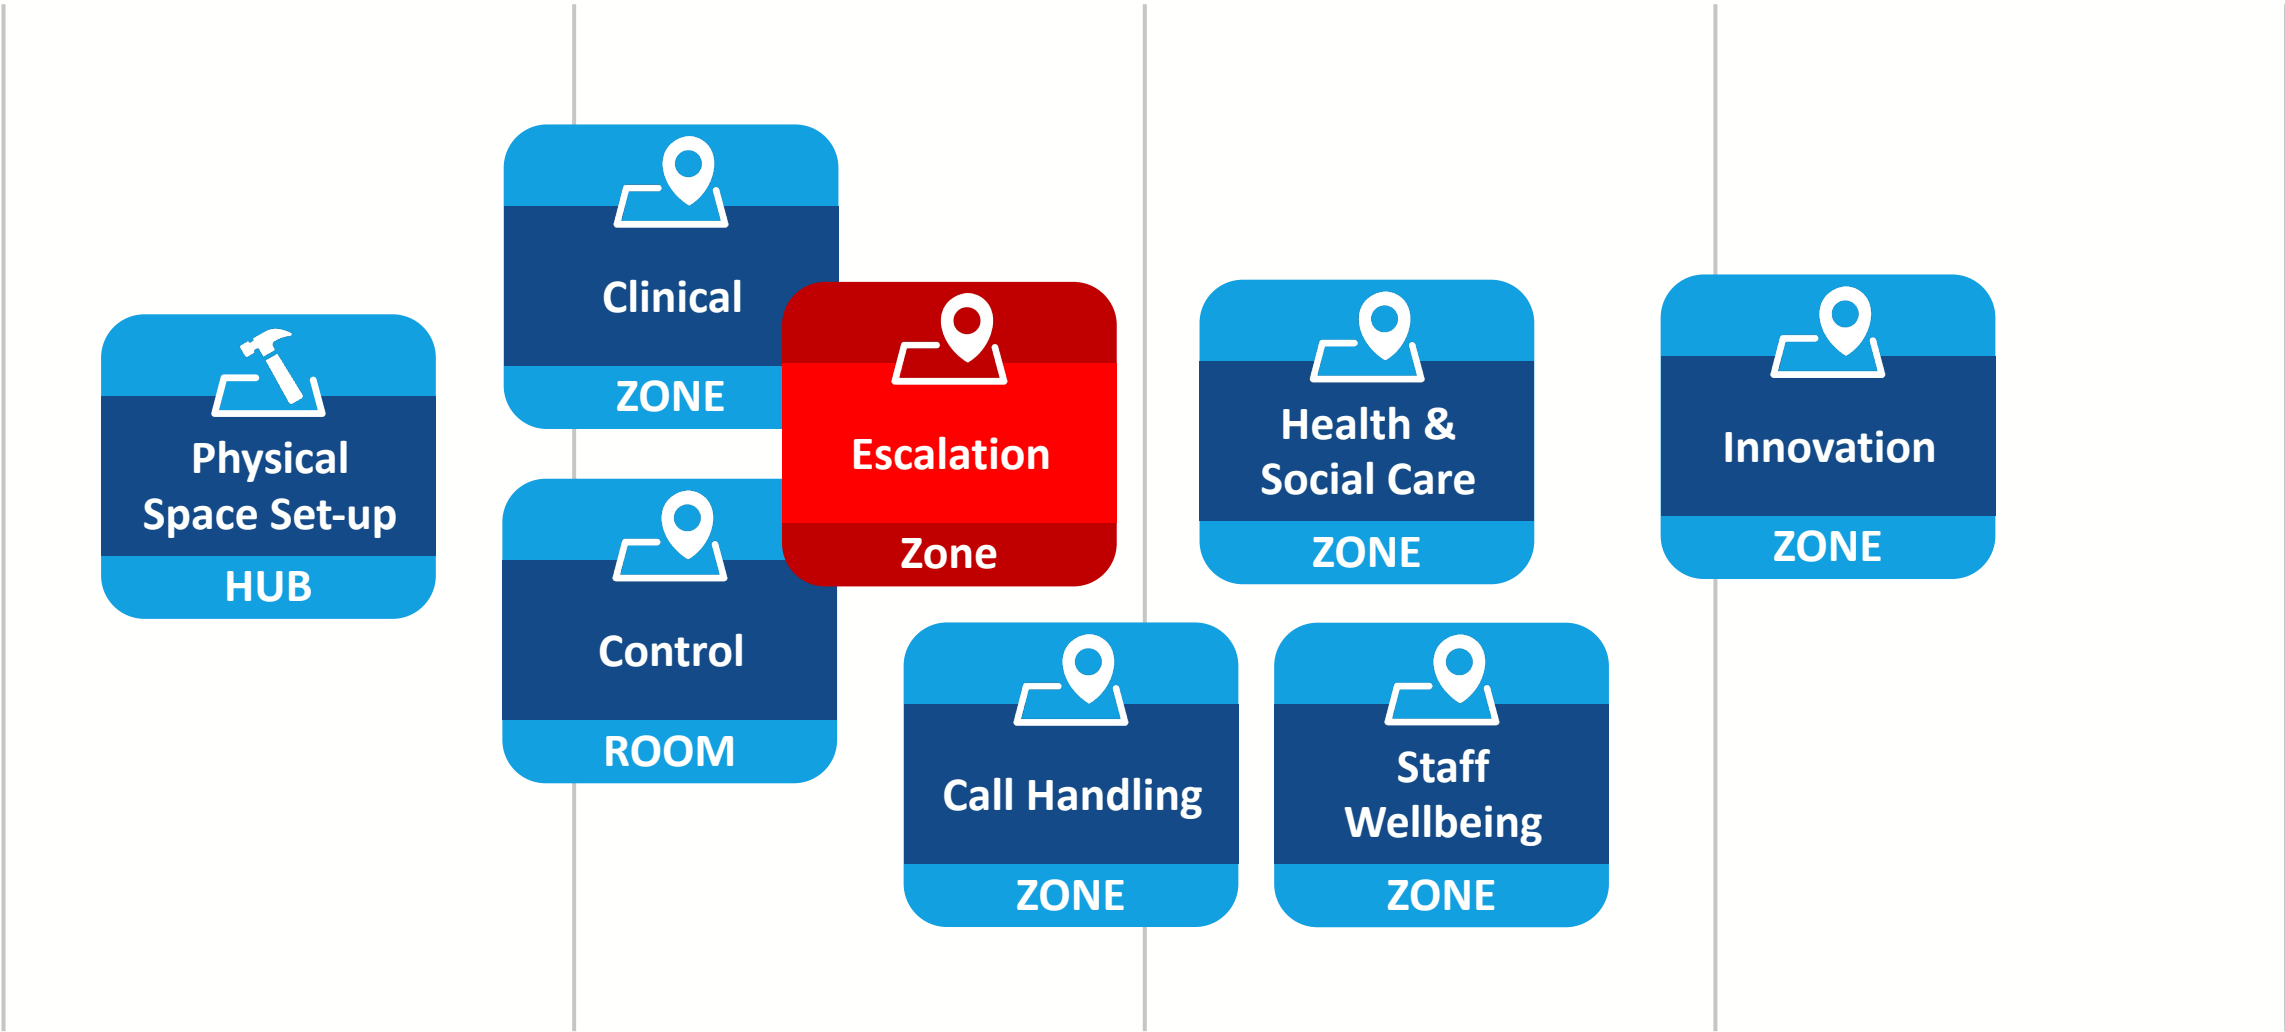 Physical
Space Set-up
HUB
Clinical
ZONE
Control
ROOM
Escalation
Zone
Health &
Social Care
ZONE
Call Handling
ZONE
Staff
Wellbeing
ZONE
Innovation
ZONE